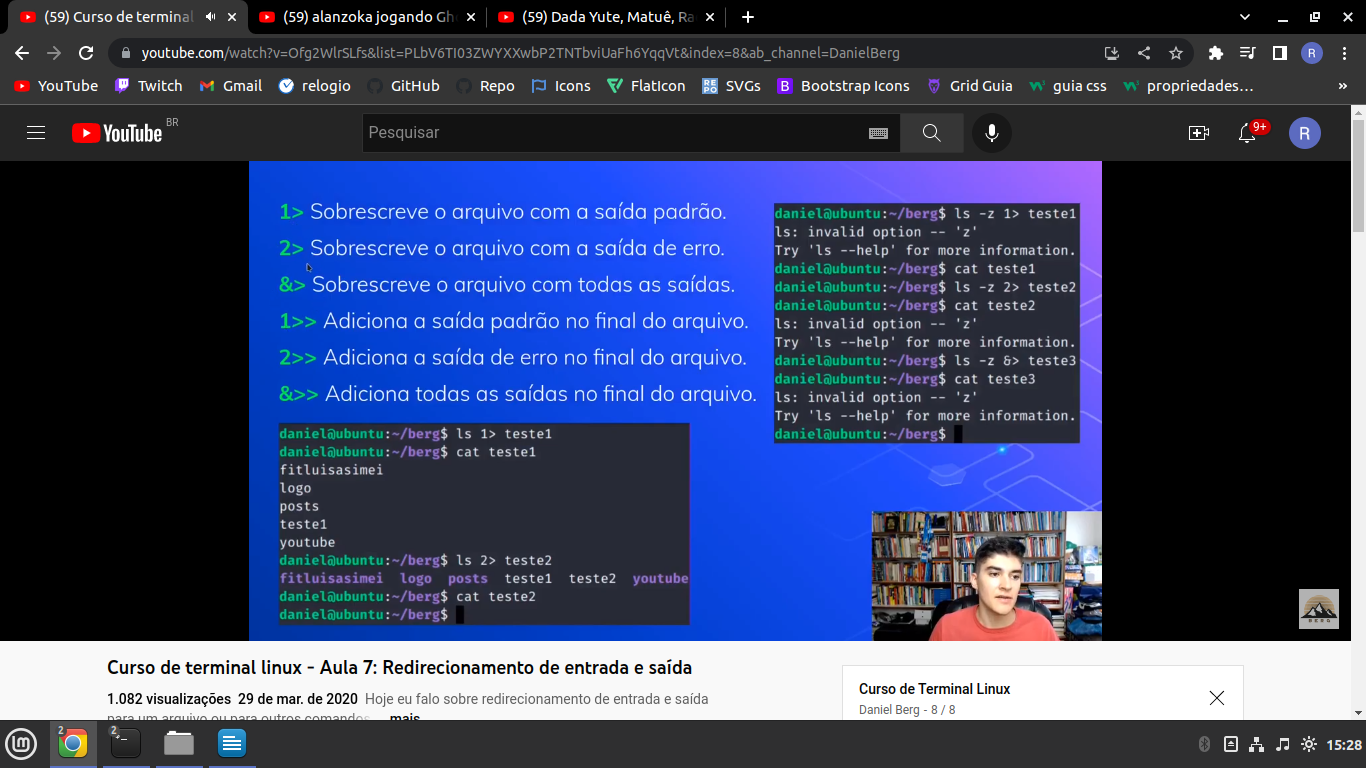 (59) Curso de terminal
(59) alanzoka jogando Gh
(59) Dada Yute, Matuê, Ra
youtube.com/watch?v=Ofg2WlrSLfs&list=PLbV6TI03ZWYXXwbP2TNTbviUaFh6YqqVt&index=8&ab_channel=DanielBerg
R
YouTube
Twitch
Gmail
relogio
GitHub
Repo
Icons
FlatIcon
SVGs
Bootstrap Icons
Grid Guia
guia css
propriedades…
»
YouTube BR
Pesquisar
9+
R
1> Sobrescreve o arquivo com a saída padrão.
2> Sobrescreve o arquivo com a saída de erro.
&> Sobrescreve o arquivo com todas as saídas.
1>> Adiciona a saída padrão no final do arquivo.
2>> Adiciona a saída de erro no final do arquivo.
&>> Adiciona todas as saídas no final do arquivo.
daniel@ubuntu:~/berg$ ls 1> teste1
daniel@ubuntu:~/berg$ cat teste1
fitluisasimei
logo
posts
teste1
youtube
daniel@ubuntu:~/berg$ ls 2> teste2
fitluisasimei logo posts teste1 teste2 youtube
daniel@ubuntu:~/berg$ cat teste2
daniel@ubuntu:~/berg$
daniel@ubuntu:~/berg$ ls -z 1> teste1
ls: invalid option -- 'z'
Try 'ls --help' for more information.
daniel@ubuntu:~/berg$ cat teste1
daniel@ubuntu:~/berg$ ls -z 2> teste2
daniel@ubuntu:~/berg$ cat teste2
ls: invalid option -- 'z'
Try 'ls --help' for more information.
daniel@ubuntu:~/berg$ ls -z &> teste3
daniel@ubuntu:~/berg$ cat teste3
ls: invalid option -- 'z'
Try 'ls --help' for more information.
daniel@ubuntu:~/berg$
BERG
Curso de terminal linux - Aula 7: Redirecionamento de entrada e saída
1.082 visualizações 29 de mar. de 2020 Hoje eu falo sobre redirecionamento de entrada e saída
para um arquivo ou para outros comandos. ... mais
Curso de Terminal Linux
Daniel Berg - 8 / 8
2
2
15:28